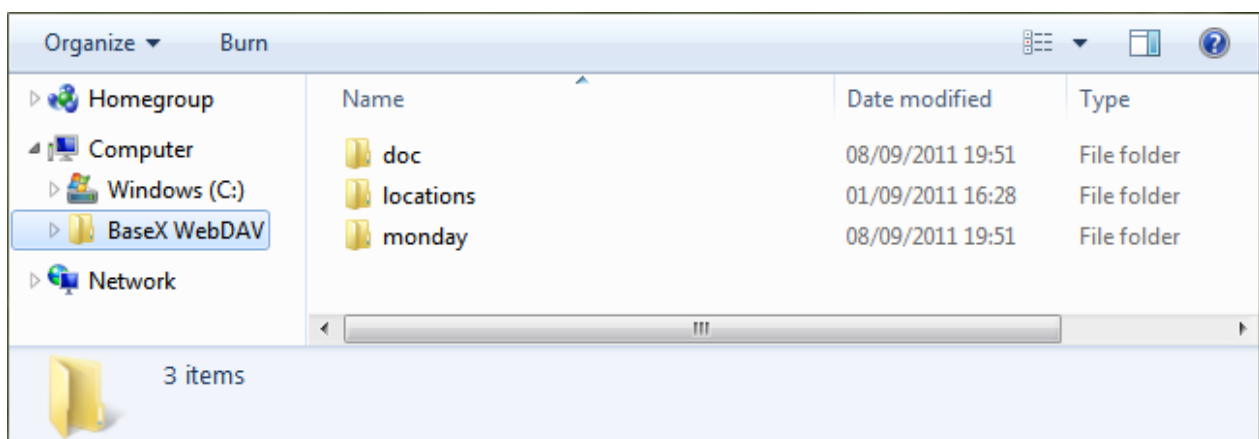 Organize Burn
Homegroup
Computer
Windows (C:)
BaseX WebDAV
Network
Name Date modified Type
doc 08/09/2011 19:51 File folder
locations 01/09/2011 16:28 File folder
monday 08/09/2011 19:51 File folder
3 items